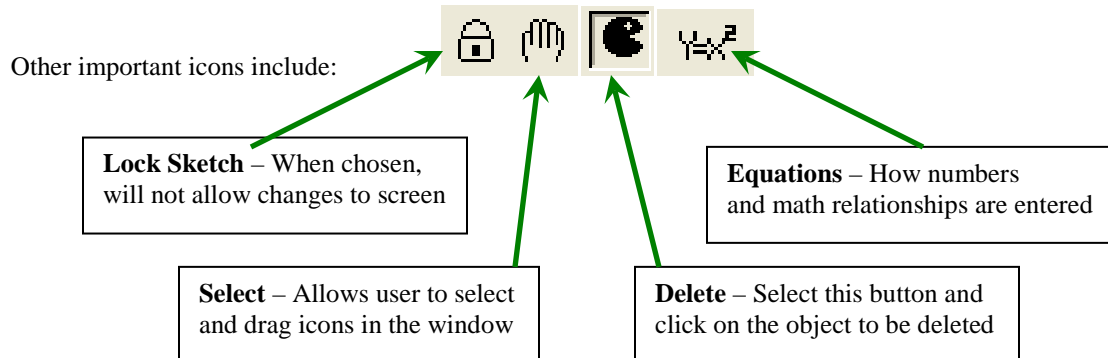 Y=X²
Other important icons include:
Lock Sketch – When chosen,
will not allow changes to screen
Equations – How numbers
and math relationships are entered
Select – Allows user to select
and drag icons in the window
Delete – Select this button and
click on the object to be deleted